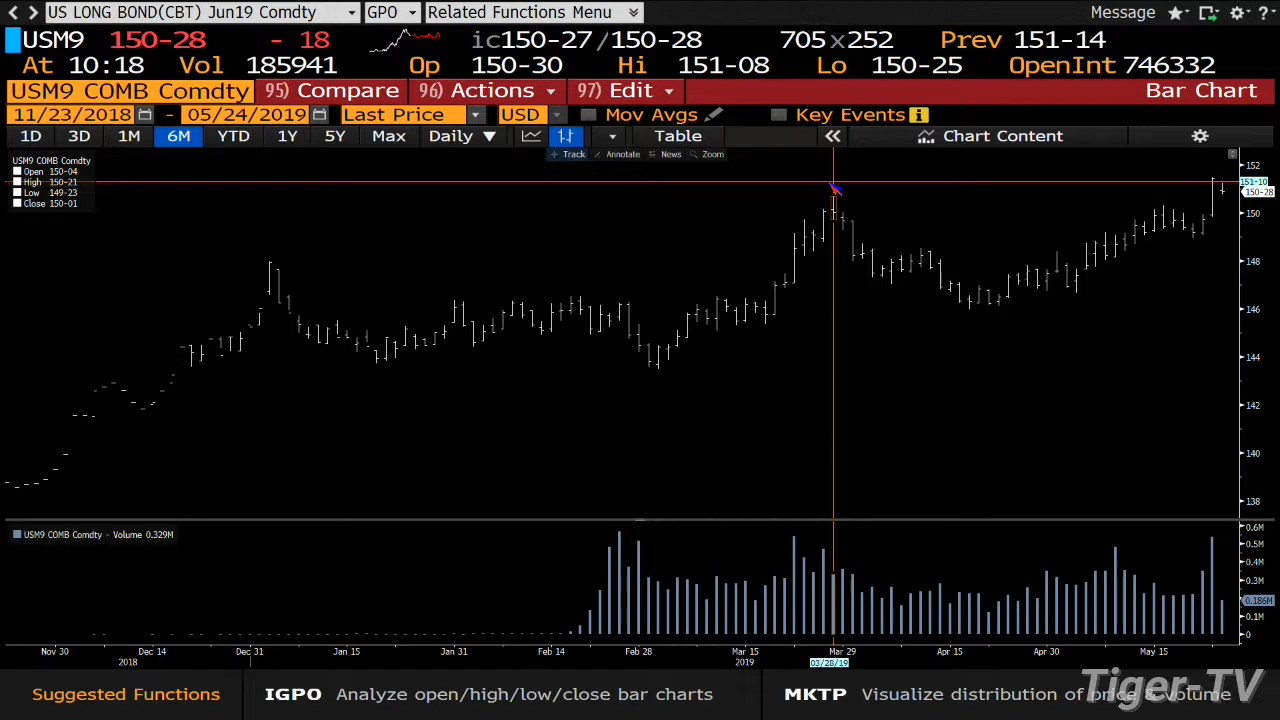 US LONG BOND(CBT) Jun19 Comdty GPO Related Functions Menu Message
USM9 150-28 - 18 ic150-27/150-28 705x252 Prev 151-14
At 10:18 Vol 185941 Op 150-30 Hi 151-08 Lo 150-25 OpenInt 746332
USM9 COMB Comdty 95) Compare 96) Actions 97) Edit Bar Chart
11/23/2018 - 05/24/2019 Last Price USD Mov Avgs Key Events
1D 3D 1M 6M YTD 1Y 5Y Max Daily Table Chart Content
Track Annotate News Zoom
USM9 COMB Comdty
Open 150-04
High 150-21
Low 149-23
Close 150-01
152
151-10
150-28
150
148
146
144
142
140
138
USM9 COMB Comdty - Volume 0.329M
0.6M
0.5M
0.4M
0.3M
0.2M
0.186M
0.1M
0
Nov 30 Dec 14 Dec 31 Jan 15 Jan 31 Feb 14 Feb 28 Mar 15 Mar 29 Apr 15 Apr 30 May 15
2018 2019 03/28/19
Suggested Functions IGPO Analyze open/high/low/close bar charts MKTP Visualize distribution of price & volume
Tiger-TV